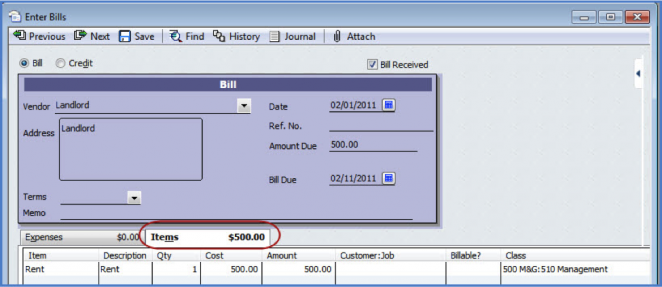 Enter Bills
Previous Next Save Find History Journal Attach
Bill Credit Bill Received
Bill
Vendor Landlord Date 02/01/2011
Address Landlord Ref. No.
Amount Due 500.00
Bill Due 02/11/2011
Terms
Memo
Expenses $0.00 Items $500.00
Item Description Qty Cost Amount Customer:Job Billable? Class
Rent Rent 1 500.00 500.00 500 M&G:510 Management